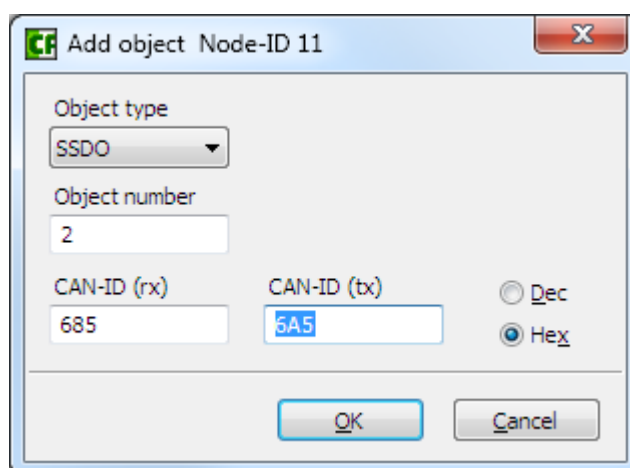 CF Add object Node-ID 11
Object type
SSDO
Object number
2
CAN-ID (rx) CAN-ID (tx)
685 6A5
Dec
Hex
OK Cancel